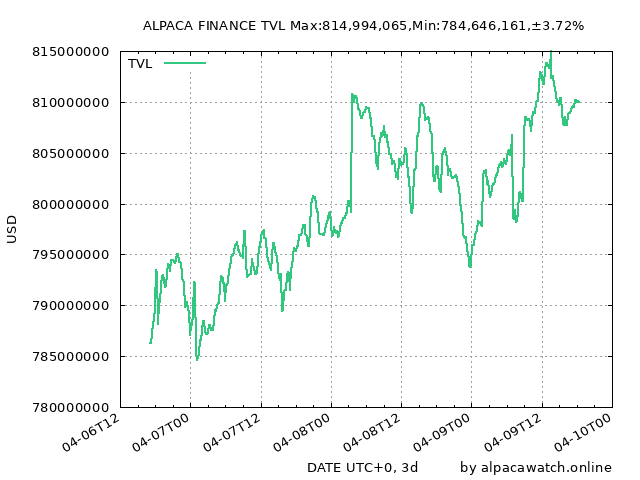 ALPACA FINANCE TVL Max:814,994,065,Min:784,646,161,±3.72%
TVL
815000000
810000000
805000000
800000000
795000000
790000000
785000000
780000000
USD
04-06T12
04-07T00
04-07T12
04-08T00
04-08T12
04-09T00
04-09T12
04-10T00
DATE UTC+0, 3d
by alpacawatch.online